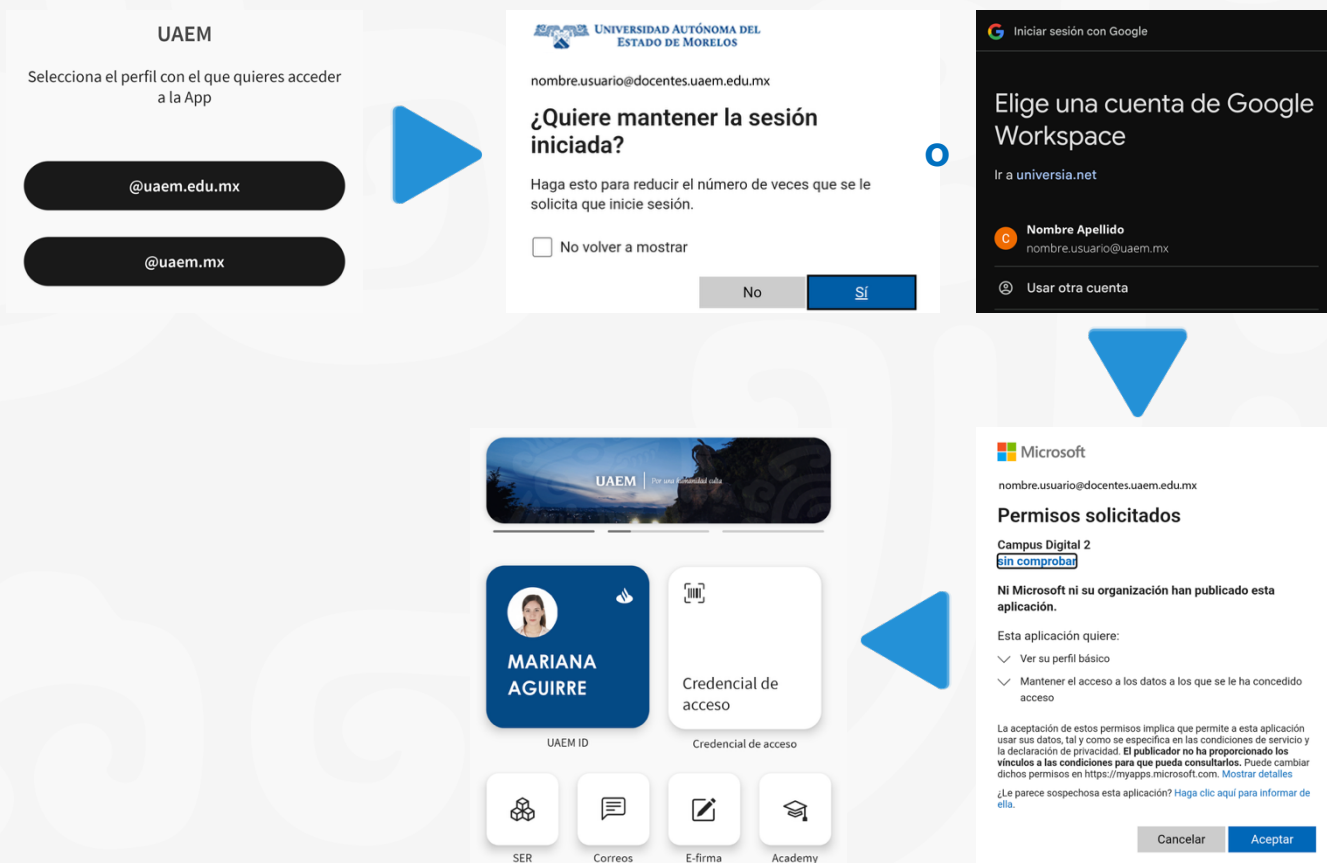 UAEM
Selecciona el perfil con el que quieres acceder
a la App
@uaem.edu.mx
@uaem.mx
UNIVERSIDAD AUTÓNOMA DEL
ESTADO DE MORELOS
nombre.usuario@docentes.uaem.edu.mx
¿Quiere mantener la sesión
iniciada?
Haga esto para reducir el número de veces que se le
solicita que inicie sesión.
No volver a mostrar
No
Sí
o
G Iniciar sesión con Google
Elige una cuenta de Google
Workspace
Ir a universia.net
C
Nombre Apellido
nombre.usuario@uaem.mx
Usar otra cuenta
Microsoft
nombre.usuario@docentes.uaem.edu.mx
Permisos solicitados
Campus Digital 2
sin comprobar
Ni Microsoft ni su organización han publicado esta
aplicación.
Esta aplicación quiere:
Ver su perfil básico
Mantener el acceso a los datos a los que se le ha concedido
acceso
La aceptación de estos permisos implica que permite a esta aplicación
usar sus datos, tal y como se especifica en las condiciones de servicio y
la declaración de privacidad. El publicador no ha proporcionado los
vínculos a las condiciones para que pueda consultarlos. Puede cambiar
dichos permisos en https://myapps.microsoft.com. Mostrar detalles
¿Le parece sospechosa esta aplicación? Haga clic aquí para informar de
ella.
Cancelar
Aceptar
UAEM
Por una humanidad culta
MARIANA
AGUIRRE
UAEM ID
Credencial de
acceso
Credencial de acceso
SER
Correos
E-firma
Academy